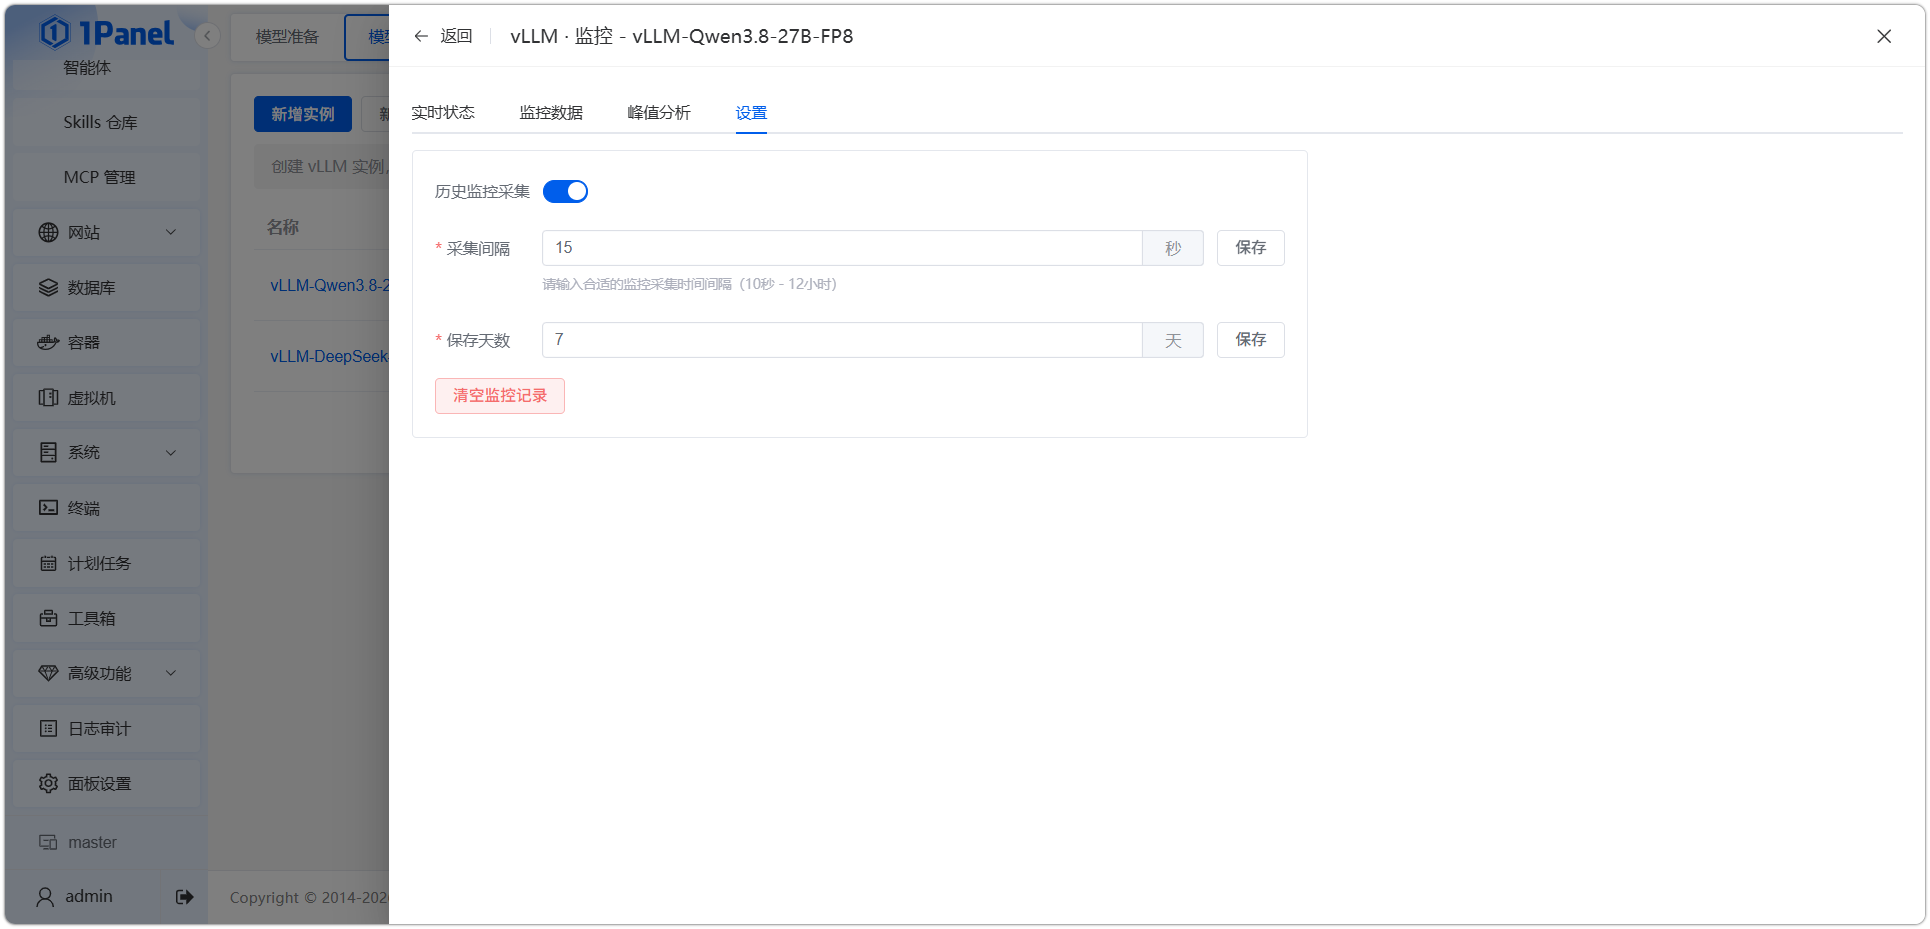 1Panel
智能体
Skills 仓库
MCP 管理
网站
数据库
容器
虚拟机
系统
终端
计划任务
工具箱
高级功能
日志审计
面板设置
master
admin
模型准备
新增实例
创建 vLLM 实例,
名称
vLLM-Qwen3.8-2
vLLM-DeepSeek-
Copyright © 2014-202
返回
vLLM · 监控 - vLLM-Qwen3.8-27B-FP8
实时状态 监控数据 峰值分析 设置
历史监控采集
* 采集间隔 15 秒 保存
请输入合适的监控采集时间间隔（10秒 - 12小时）
* 保存天数 7 天 保存
清空监控记录